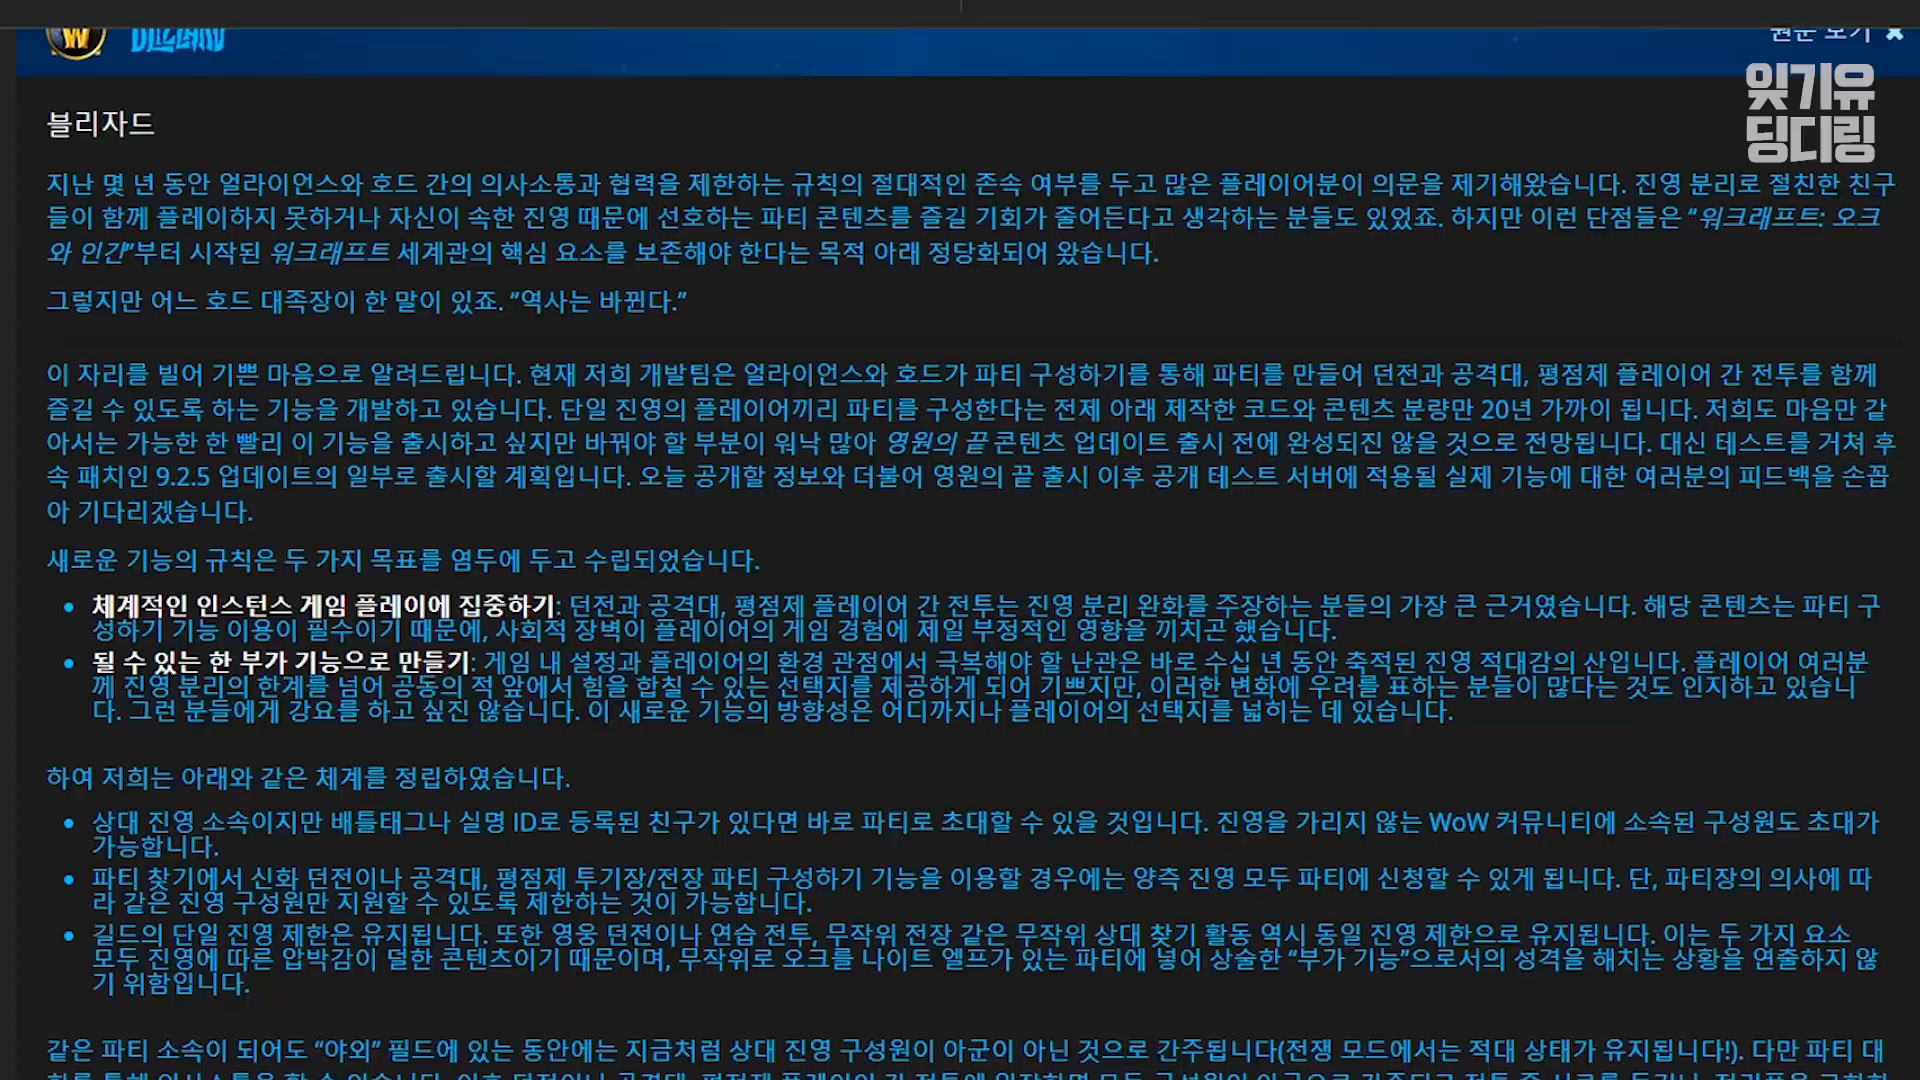 BLIZZARD
원문 보기 ✖
잊기유
딩디링
블리자드
지난 몇 년 동안 얼라이언스와 호드 간의 의사소통과 협력을 제한하는 규칙의 절대적인 존속 여부를 두고 많은 플레이어분이 의문을 제기해왔습니다. 진영 분리로 절친한 친구
들이 함께 플레이하지 못하거나 자신이 속한 진영 때문에 선호하는 파티 콘텐츠를 즐길 기회가 줄어든다고 생각하는 분들도 있었죠. 하지만 이런 단점들은 “워크래프트: 오크
와 인간”부터 시작된 워크래프트 세계관의 핵심 요소를 보존해야 한다는 목적 아래 정당화되어 왔습니다.
그렇지만 어느 호드 대족장이 한 말이 있죠. “역사는 바뀐다.”
이 자리를 빌어 기쁜 마음으로 알려드립니다. 현재 저희 개발팀은 얼라이언스와 호드가 파티 구성하기를 통해 파티를 만들어 던전과 공격대, 평점제 플레이어 간 전투를 함께
즐길 수 있도록 하는 기능을 개발하고 있습니다. 단일 진영의 플레이어끼리 파티를 구성한다는 전제 아래 제작한 코드와 콘텐츠 분량만 20년 가까이 됩니다. 저희도 마음만 같
아서는 가능한 한 빨리 이 기능을 출시하고 싶지만 바꿔야 할 부분이 워낙 많아 영원의 끝 콘텐츠 업데이트 출시 전에 완성되진 않을 것으로 전망됩니다. 대신 테스트를 거쳐 후
속 패치인 9.2.5 업데이트의 일부로 출시할 계획입니다. 오늘 공개할 정보와 더불어 영원의 끝 출시 이후 공개 테스트 서버에 적용될 실제 기능에 대한 여러분의 피드백을 손꼽
아 기다리겠습니다.
새로운 기능의 규칙은 두 가지 목표를 염두에 두고 수립되었습니다.
• 체계적인 인스턴스 게임 플레이에 집중하기: 던전과 공격대, 평점제 플레이어 간 전투는 진영 분리 완화를 주장하는 분들의 가장 큰 근거였습니다. 해당 콘텐츠는 파티 구
성하기 기능 이용이 필수이기 때문에, 사회적 장벽이 플레이어의 게임 경험에 제일 부정적인 영향을 끼치곤 했습니다.
• 될 수 있는 한 부가 기능으로 만들기: 게임 내 설정과 플레이어의 환경 관점에서 극복해야 할 난관은 바로 수십 년 동안 축적된 진영 적대감의 산입니다. 플레이어 여러분
께 진영 분리의 한계를 넘어 공동의 적 앞에서 힘을 합칠 수 있는 선택지를 제공하게 되어 기쁘지만, 이러한 변화에 우려를 표하는 분들이 많다는 것도 인지하고 있습니
다. 그런 분들에게 강요를 하고 싶진 않습니다. 이 새로운 기능의 방향성은 어디까지나 플레이어의 선택지를 넓히는 데 있습니다.
하여 저희는 아래와 같은 체계를 정립하였습니다.
• 상대 진영 소속이지만 배틀태그나 실명 ID로 등록된 친구가 있다면 바로 파티로 초대할 수 있을 것입니다. 진영을 가리지 않는 WoW 커뮤니티에 소속된 구성원도 초대가
가능합니다.
• 파티 찾기에서 신화 던전이나 공격대, 평점제 투기장/전장 파티 구성하기 기능을 이용할 경우에는 양측 진영 모두 파티에 신청할 수 있게 됩니다. 단, 파티장의 의사에 따
라 같은 진영 구성원만 지원할 수 있도록 제한하는 것이 가능합니다.
• 길드의 단일 진영 제한은 유지됩니다. 또한 영웅 던전이나 연습 전투, 무작위 전장 같은 무작위 상대 찾기 활동 역시 동일 진영 제한으로 유지됩니다. 이는 두 가지 요소
모두 진영에 따른 압박감이 덜한 콘텐츠이기 때문이며, 무작위로 오크를 나이트 엘프가 있는 파티에 넣어 상술한 “부가 기능”으로서의 성격을 해치는 상황을 연출하지 않
기 위함입니다.
같은 파티 소속이 되어도 “야외” 필드에 있는 동안에는 지금처럼 상대 진영 구성원이 아군이 아닌 것으로 간주됩니다(전쟁 모드에서는 적대 상태가 유지됩니다!). 다만 파티 대